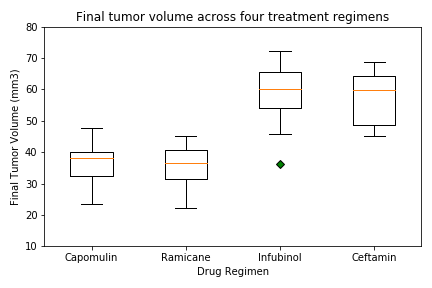 Final tumor volume across four treatment regimens
Final Tumor Volume (mm3)
80
70
60
50
40
30
20
10
Capomulin Ramicane Infubinol Ceftamin
Drug Regimen